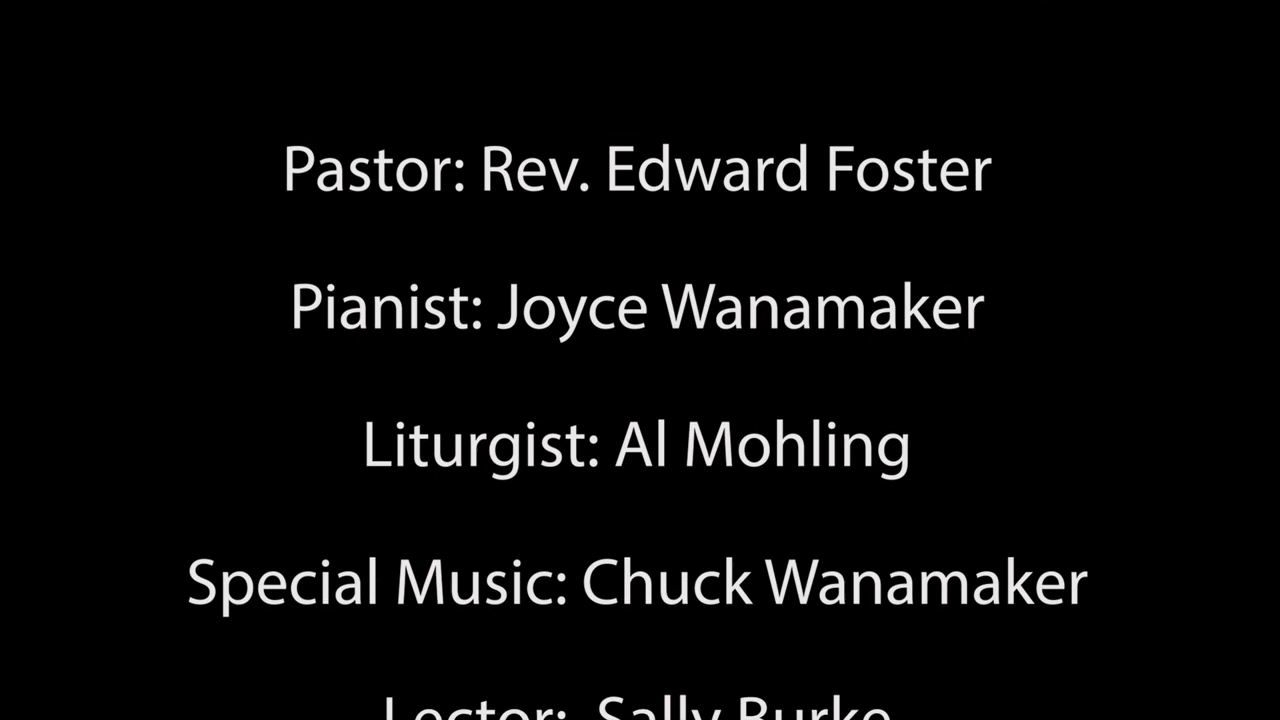 Pastor: Rev. Edward Foster
Pianist: Joyce Wanamaker
Liturgist: Al Mohling
Special Music: Chuck Wanamaker
Lector: Sally Burke